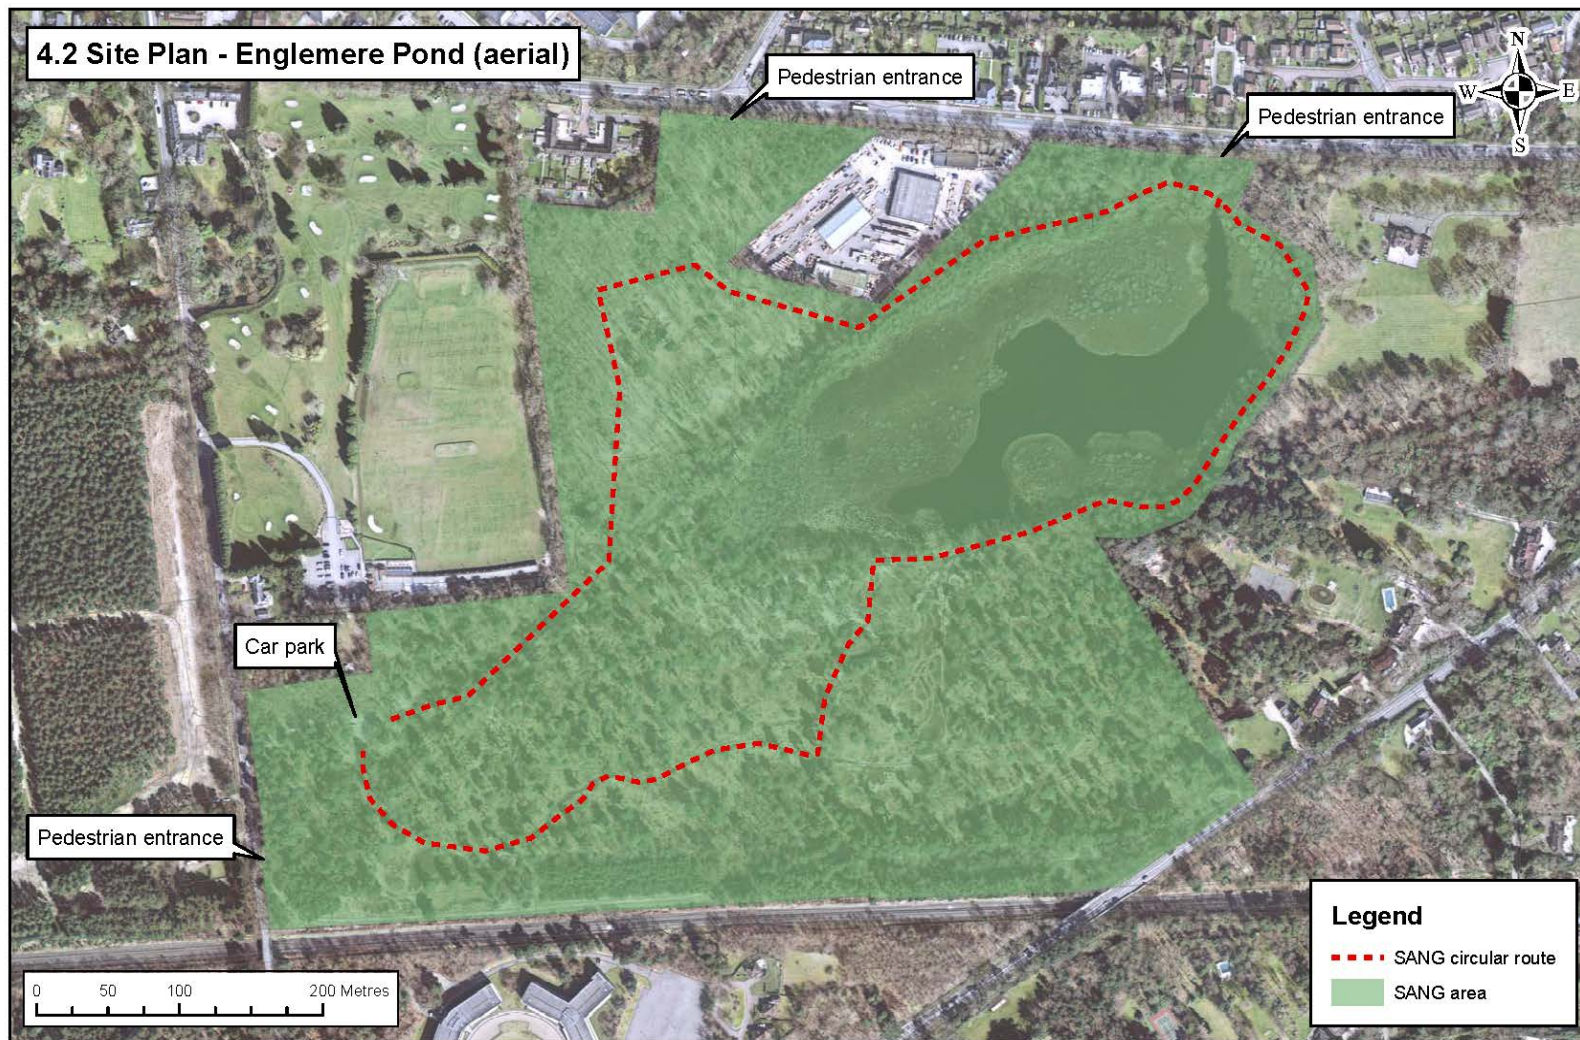 4.2 Site Plan - Englemere Pond (aerial)
Pedestrian entrance
Pedestrian entrance
N
W E
S
Car park
Pedestrian entrance
Legend
SANG circular route
SANG area
0 50 100 200 Metres